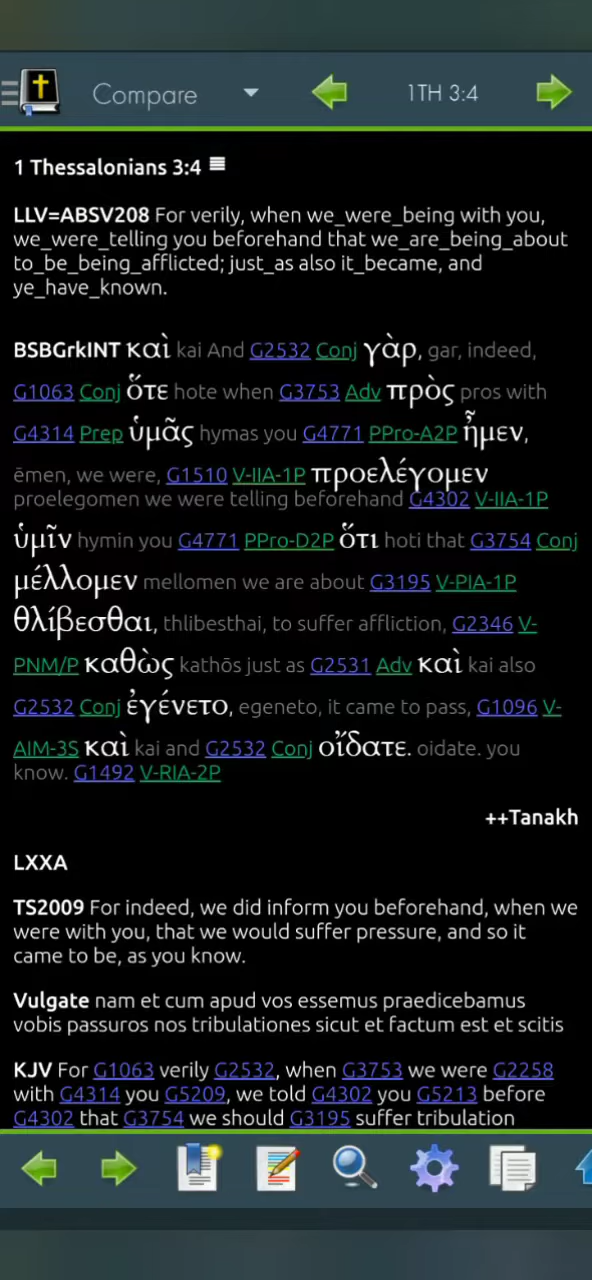 Compare
1TH 3:4
1 Thessalonians 3:4
LLV=ABSV208 For verily, when we_were_being with you,
we_were_telling you beforehand that we_are_being_about
to_be_being_afflicted; just_as also it_became, and
ye_have_known.
BSBGrkINT καὶ kai And G2532 Conj γὰρ, gar, indeed,
G1063 Conj ὅτε hote when G3753 Adv πρὸς pros with
G4314 Prep ὑμᾶς hymas you G4771 PPro-A2P ἦμεν,
ēmen, we were, G1510 V-IIA-1P προελέγομεν
proelegomen we were telling beforehand G4302 V-IIA-1P
ὑμῖν hymin you G4771 PPro-D2P ὅτι hoti that G3754 Conj
μέλλομεν mellomen we are about G3195 V-PIA-1P
θλίβεσθαι, thlibesthai, to suffer affliction, G2346 V-
PNM/P καθὼς kathōs just as G2531 Adv καὶ kai also
G2532 Conj ἐγένετο, egeneto, it came to pass, G1096 V-
AIM-3S καὶ kai and G2532 Conj οἴδατε. oidate. you
know. G1492 V-RIA-2P
++Tanakh
LXXA
TS2009 For indeed, we did inform you beforehand, when we
were with you, that we would suffer pressure, and so it
came to be, as you know.
Vulgate nam et cum apud vos essemus praedicebamus
vobis passuros nos tribulationes sicut et factum est et scitis
KJV For G1063 verily G2532, when G3753 we were G2258
with G4314 you G5209, we told G4302 you G5213 before
G4302 that G3754 we should G3195 suffer tribulation